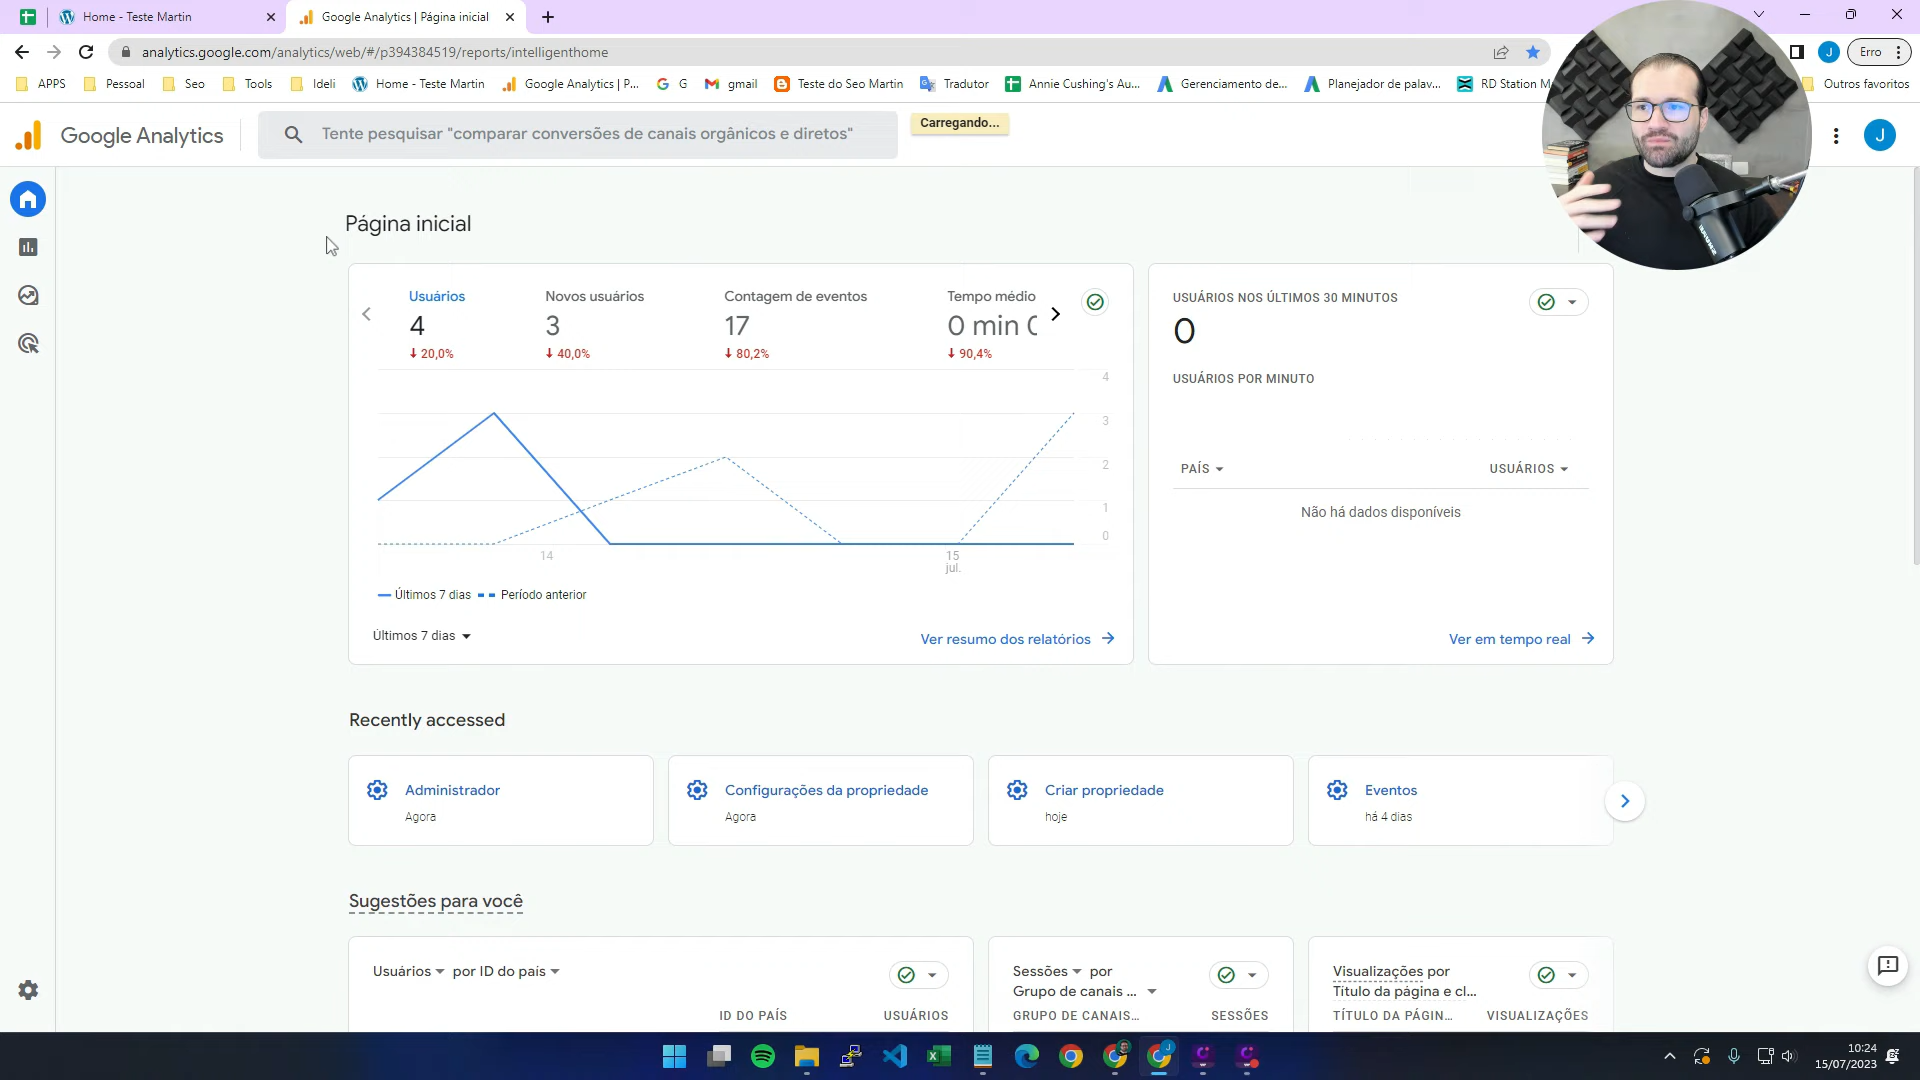 Home - Teste Martin
Google Analytics | Página inicial
analytics.google.com/analytics/web/#/p394384519/reports/intelligenthome
J
Erro
APPS
Pessoal
Seo
Tools
Ideli
Home - Teste Martin
Google Analytics | P...
G
gmail
Teste do Seo Martin
Tradutor
Annie Cushing's Au...
Gerenciamento de...
Planejador de palav...
RD Station M
Outros favoritos
Google Analytics
Tente pesquisar "comparar conversões de canais orgânicos e diretos"
Carregando...
J
Página inicial
Usuários
4
20,0%
Novos usuários
3
40,0%
Contagem de eventos
17
80,2%
Tempo médio
0 min
90,4%
4
3
2
1
0
14
15
jul.
Últimos 7 dias
Período anterior
Últimos 7 dias
Ver resumo dos relatórios
USUÁRIOS NOS ÚLTIMOS 30 MINUTOS
0
USUÁRIOS POR MINUTO
PAÍS
USUÁRIOS
Não há dados disponíveis
Ver em tempo real
Recently accessed
Administrador
Agora
Configurações da propriedade
Agora
Criar propriedade
hoje
Eventos
há 4 dias
Sugestões para você
Usuários por ID do país
ID DO PAÍS
USUÁRIOS
Sessões por
Grupo de canais ...
GRUPO DE CANAIS...
SESSÕES
Visualizações por
Título da página e cl...
TÍTULO DA PÁGIN...
VISUALIZAÇÕES
10:24
15/07/2023